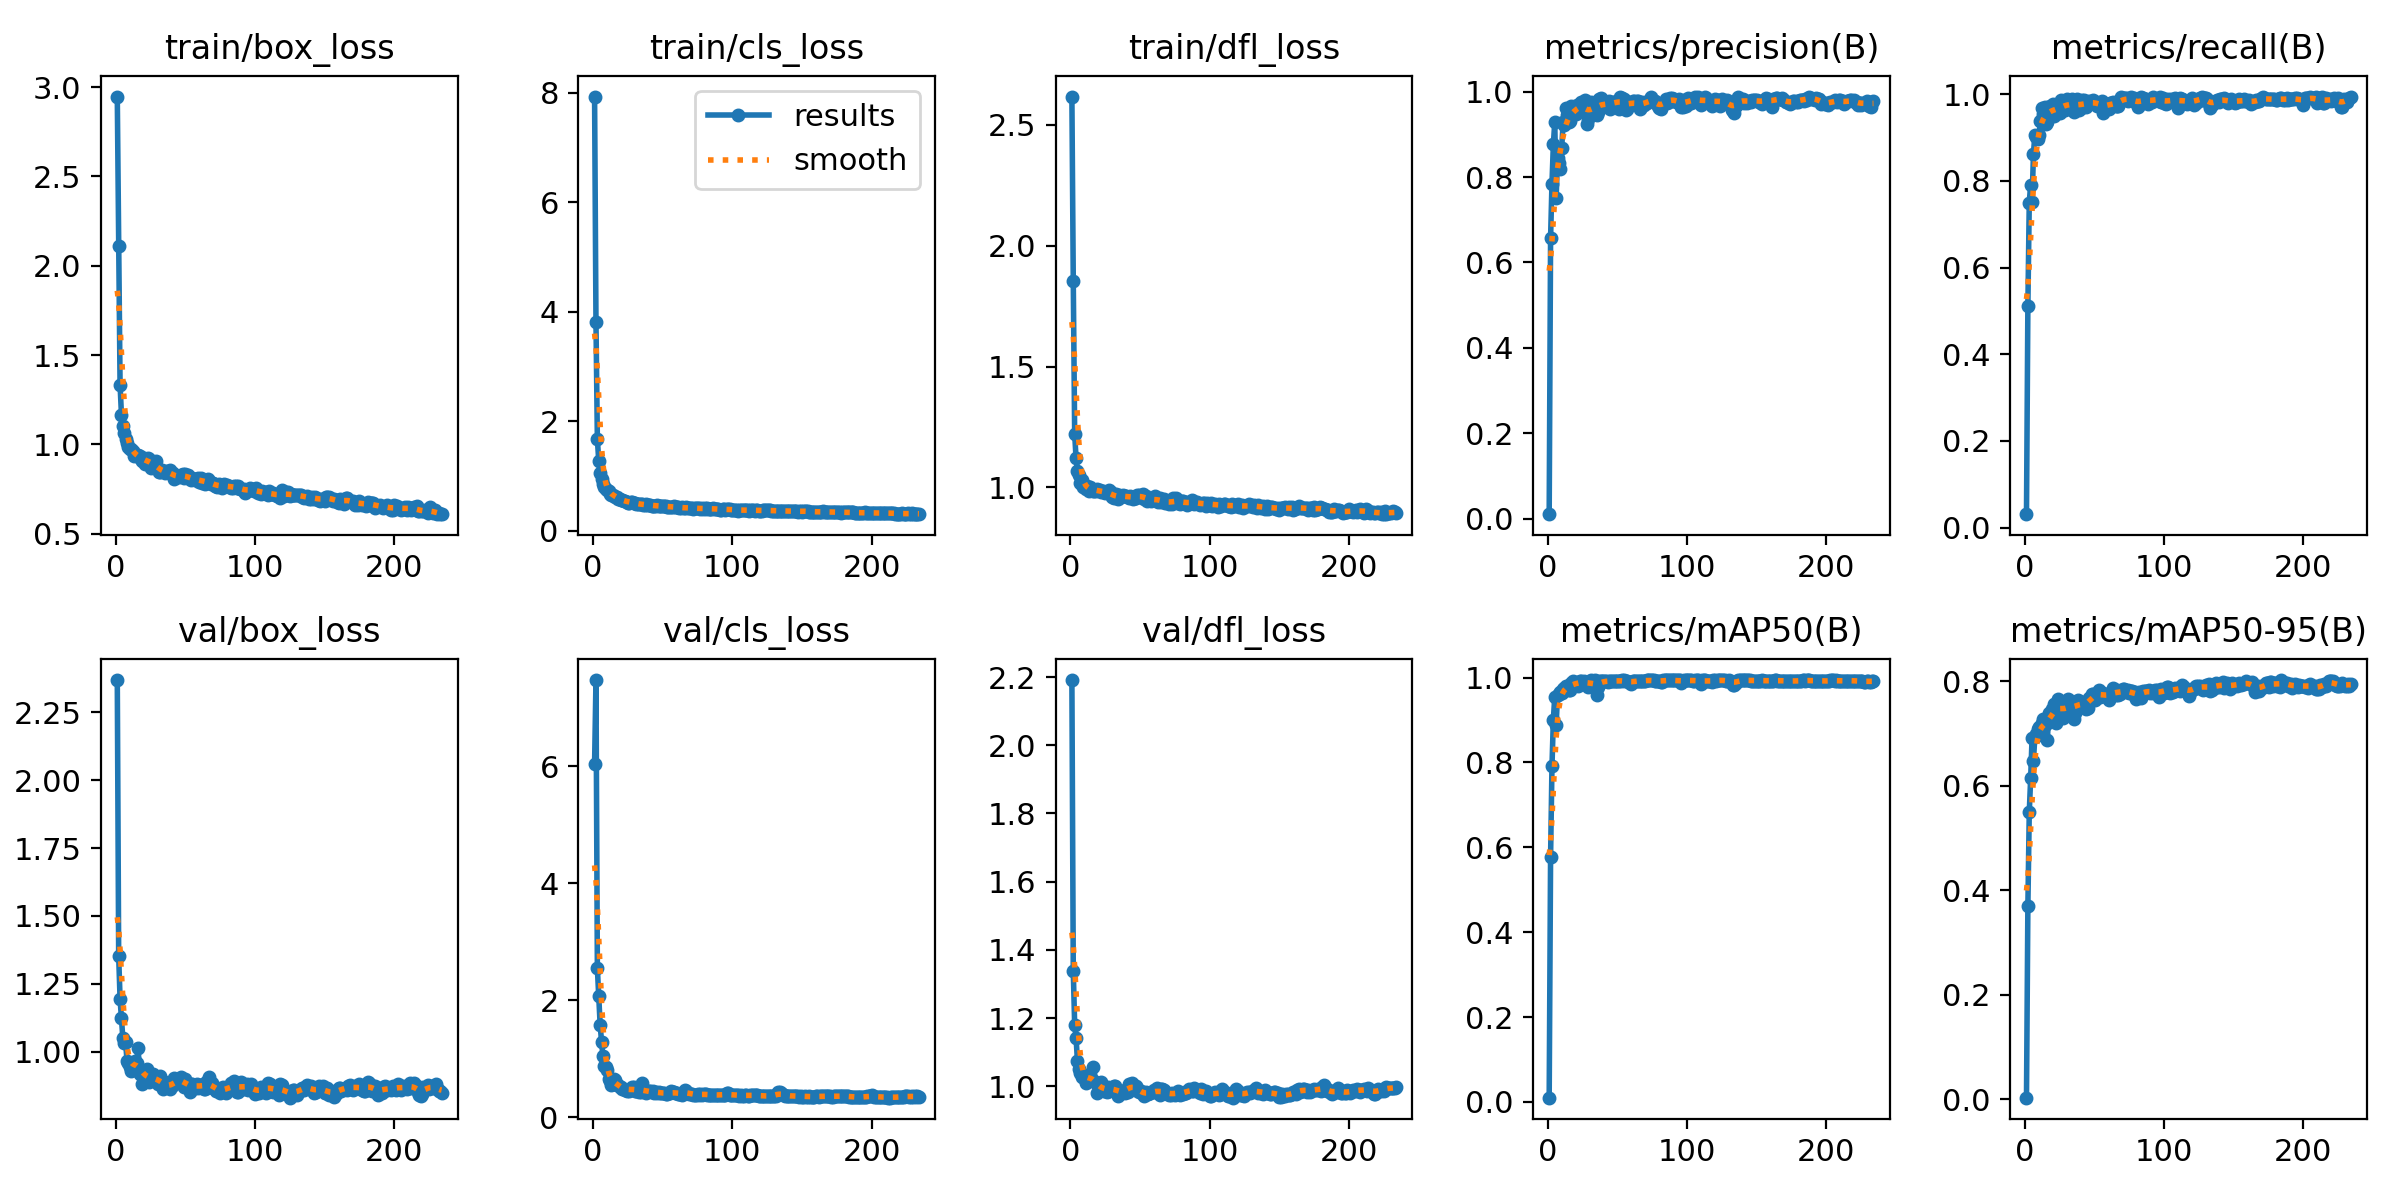 train/box_loss
3.0
2.5
2.0
1.5
1.0
0.5
0 100 200
train/cls_loss
results
smooth
8
6
4
2
0
0 100 200
train/dfl_loss
2.5
2.0
1.5
1.0
0 100 200
metrics/precision(B)
1.0
0.8
0.6
0.4
0.2
0.0
0 100 200
metrics/recall(B)
1.0
0.8
0.6
0.4
0.2
0.0
0 100 200
val/box_loss
2.25
2.00
1.75
1.50
1.25
1.00
0 100 200
val/cls_loss
6
4
2
0
0 100 200
val/dfl_loss
2.2
2.0
1.8
1.6
1.4
1.2
1.0
0 100 200
metrics/mAP50(B)
1.0
0.8
0.6
0.4
0.2
0.0
0 100 200
metrics/mAP50-95(B)
0.8
0.6
0.4
0.2
0.0
0 100 200